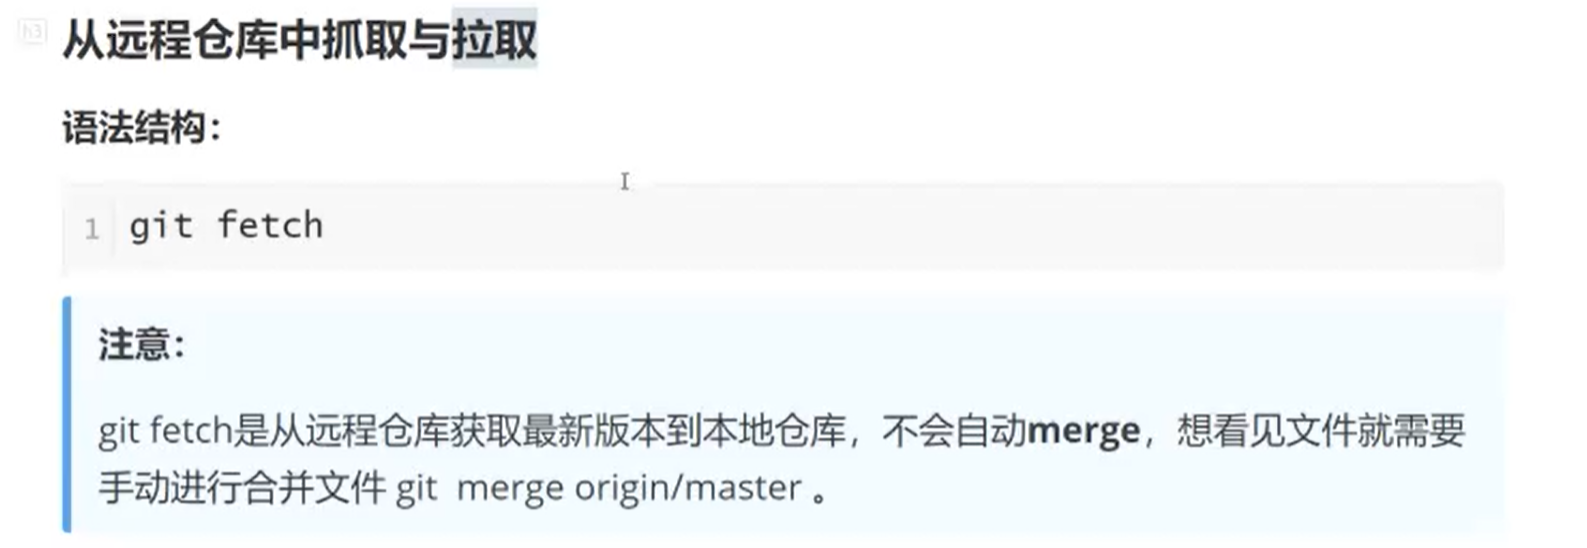 h3
从远程仓库中抓取与拉取
语法结构：
1 git fetch
注意：
git fetch是从远程仓库获取最新版本到本地仓库，不会自动merge，想看见文件就需要
手动进行合并文件 git  merge origin/master 。